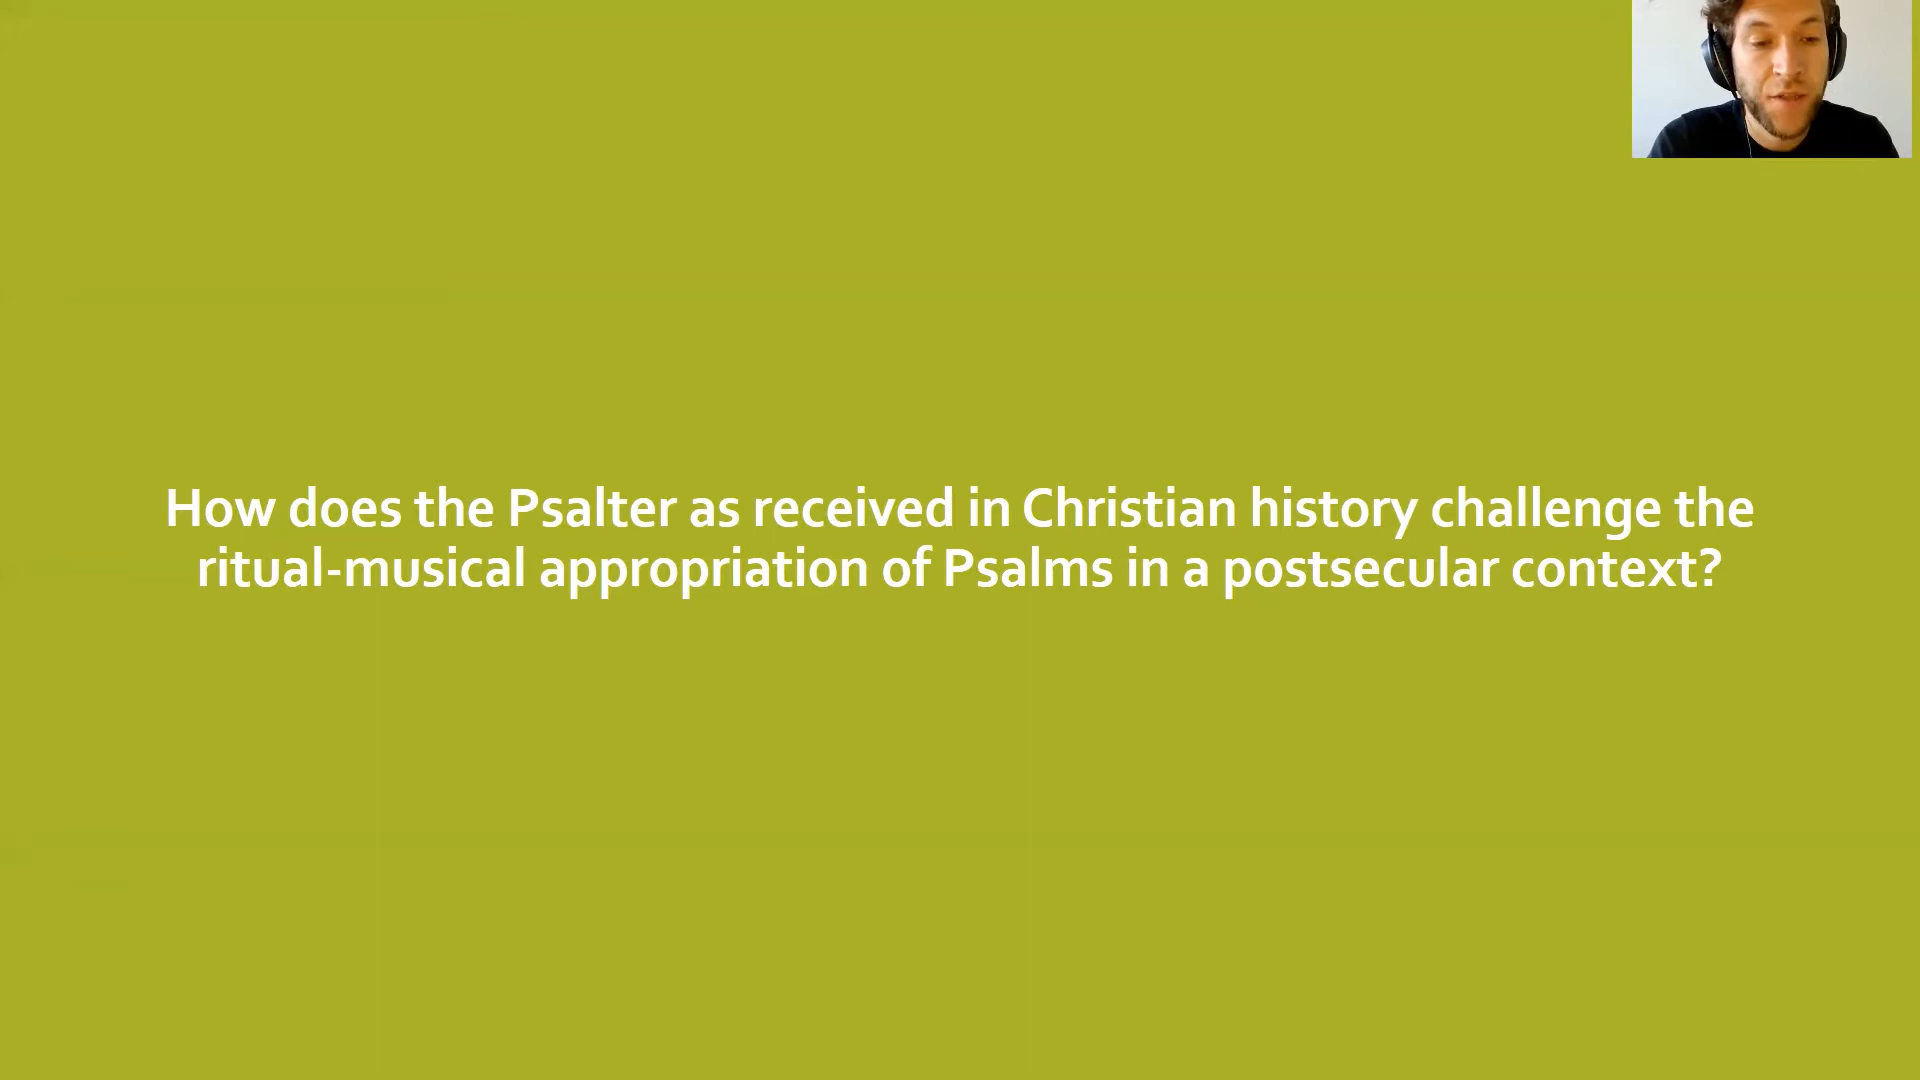 How does the Psalter as received in Christian history challenge the
ritual-musical appropriation of Psalms in a postsecular context?